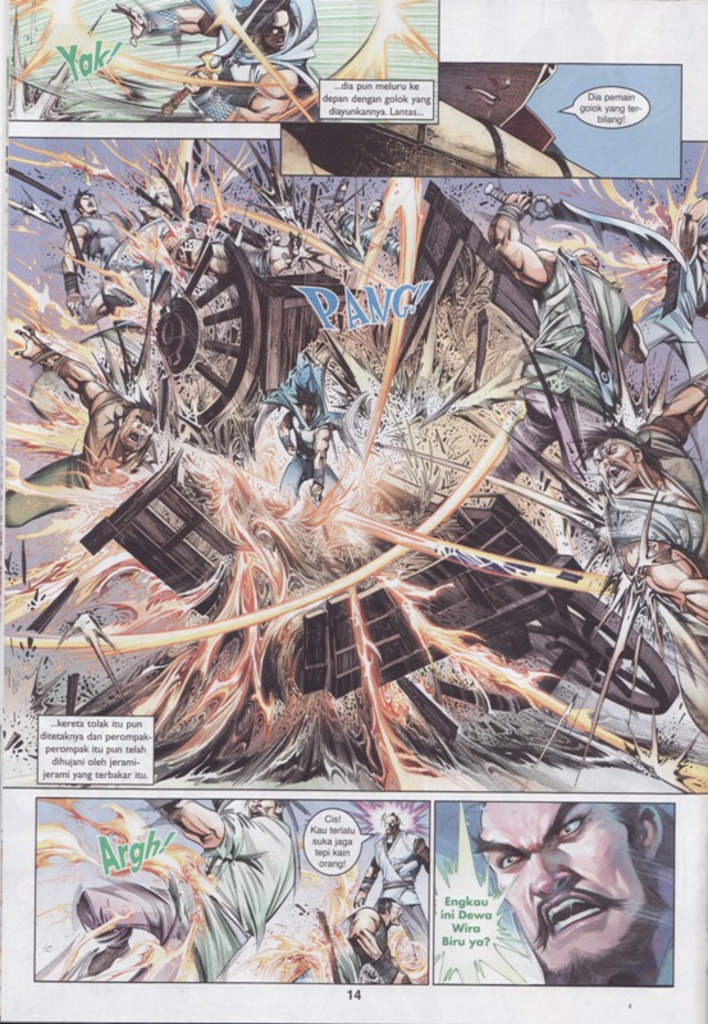 Yak!
...dia pun meluru ke
depan dengan golok yang
diayunkannya. Lantas...
Dia pemain
golok yang ter-
bilang!
PANG!
...kereta tolak itu pun
ditetaknya dan perompak-
perompak itu pun telah
dihujani oleh jerami-
jerami yang terbakar itu.
Argh!
Cis!
Kau terlalu
suka jaga
tepi kain
orang!
Engkau
ini Dewa
Wira
Biru ya?
14